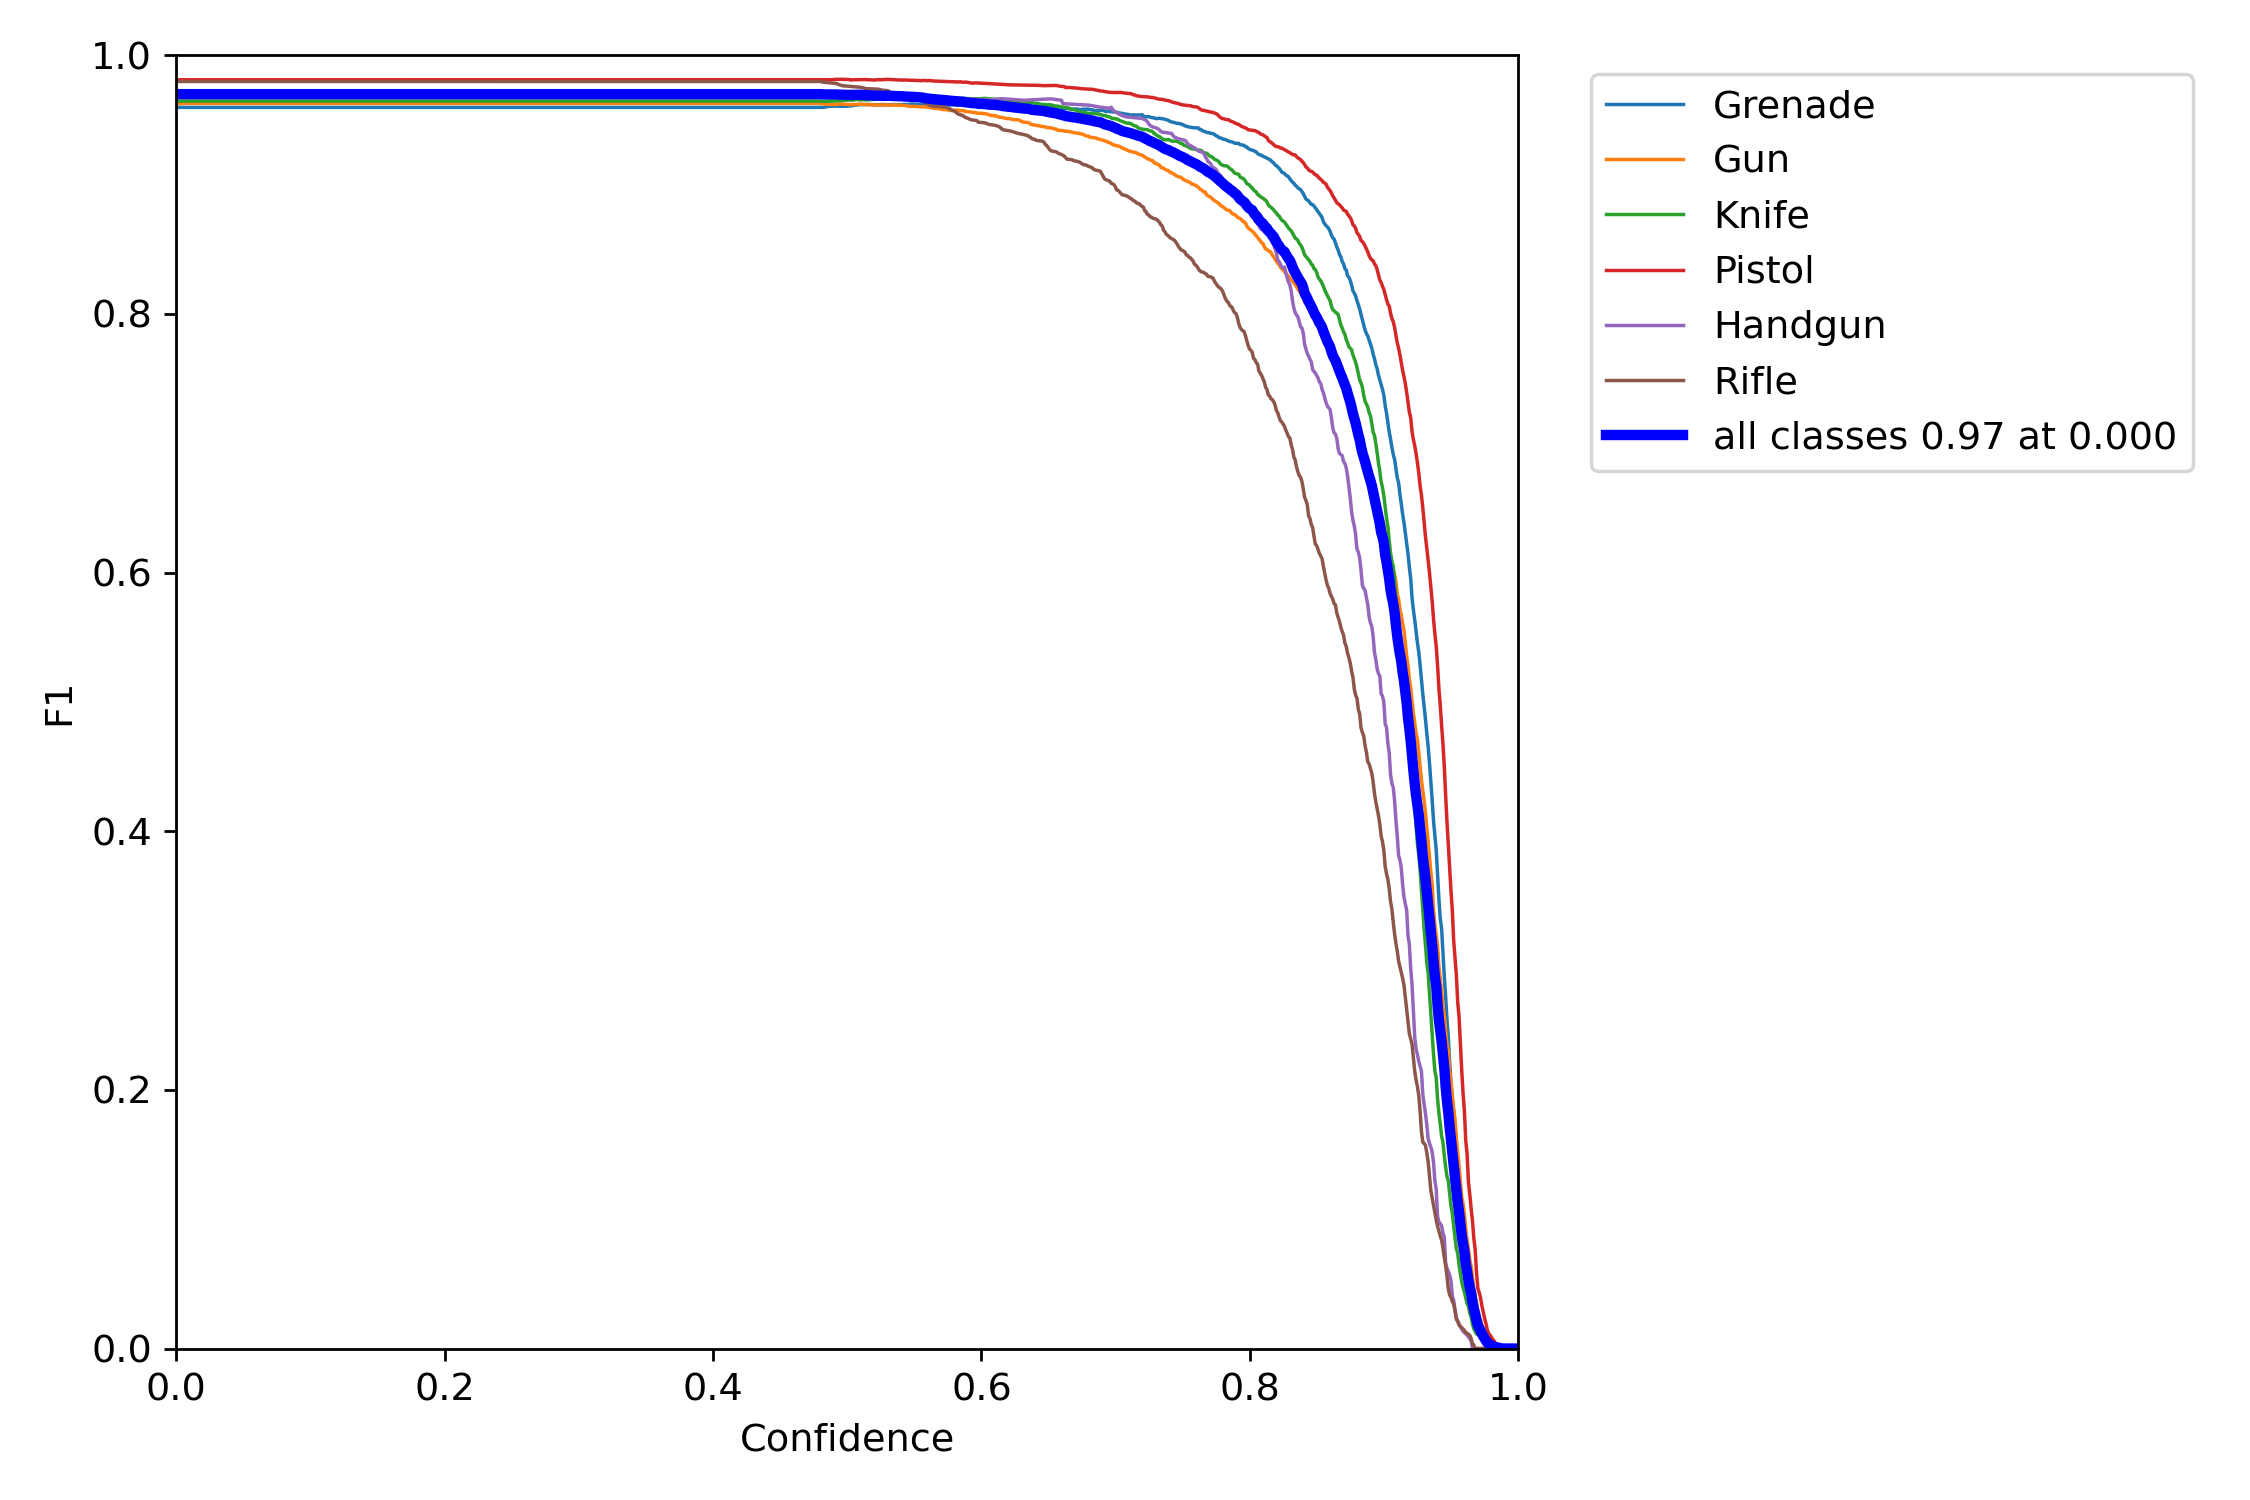 1.0
0.8
0.6
0.4
0.2
0.0
F1
0.0 0.2 0.4 0.6 0.8 1.0
Confidence
Grenade
Gun
Knife
Pistol
Handgun
Rifle
all classes 0.97 at 0.000